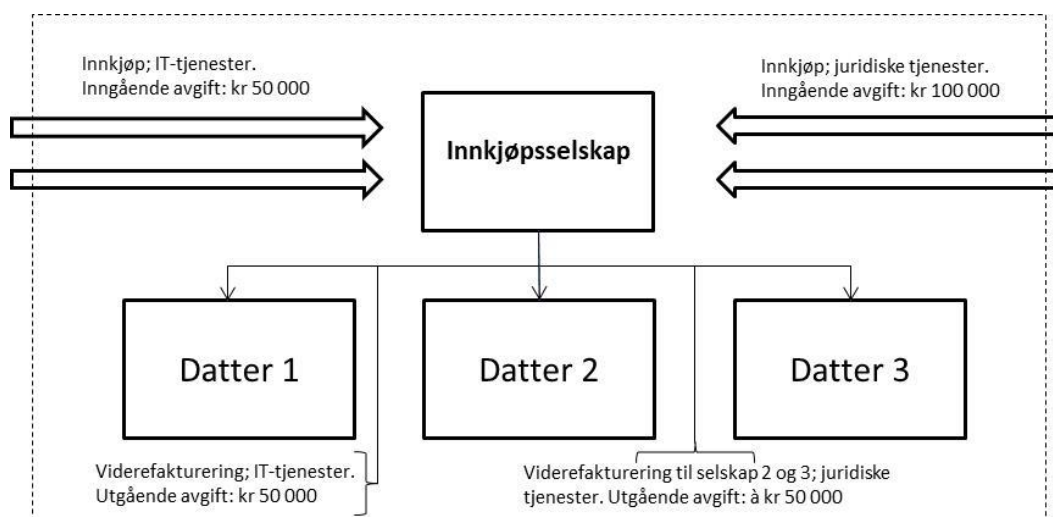 Innkjøp; IT-tjenester.
Inngående avgift: kr 50 000
Innkjøp; juridiske tjenester.
Inngående avgift: kr 100 000
Innkjøpsselskap
Datter 1
Datter 2
Datter 3
Viderefakturering; IT-tjenester.
Utgående avgift: kr 50 000
Viderefakturering til selskap 2 og 3; juridiske
tjenester. Utgående avgift: à kr 50 000